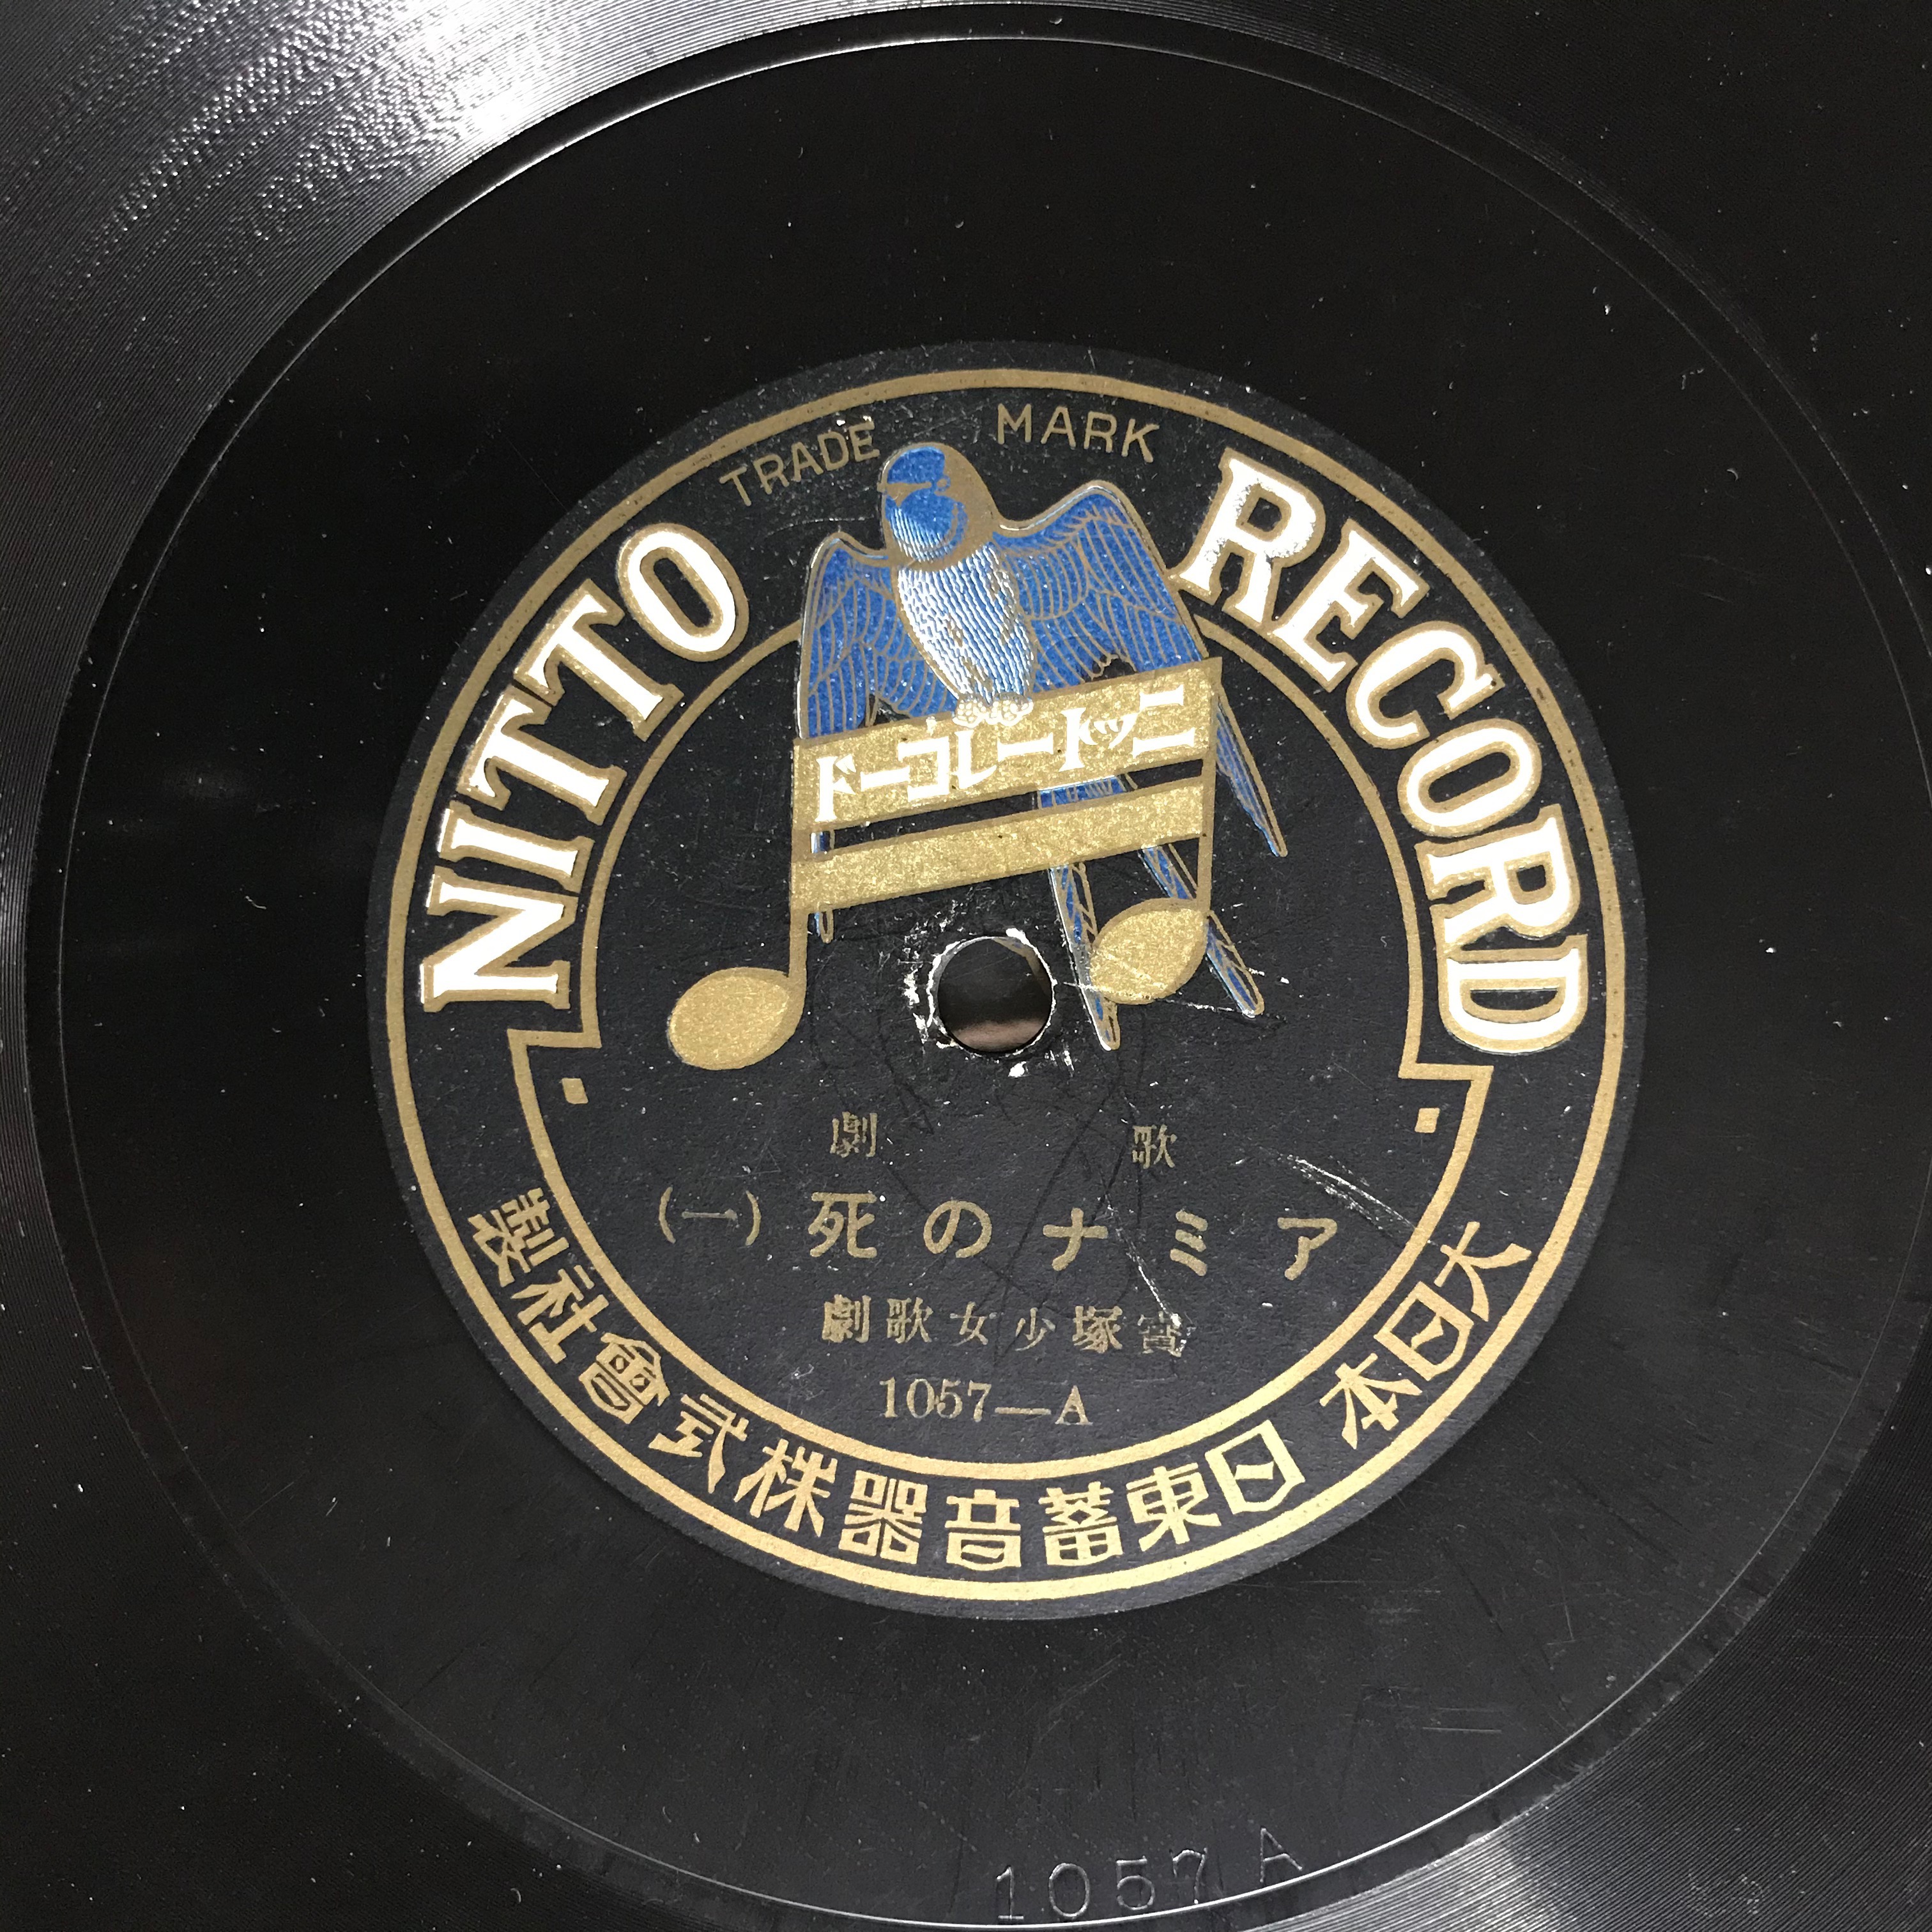 TRADE MARK
NITTO RECORD
ニットーレコード
歌劇
アミナの死(一)
寶塚少女歌劇
1057—A
大日本 日東蓄音器株式會社製
1057 A